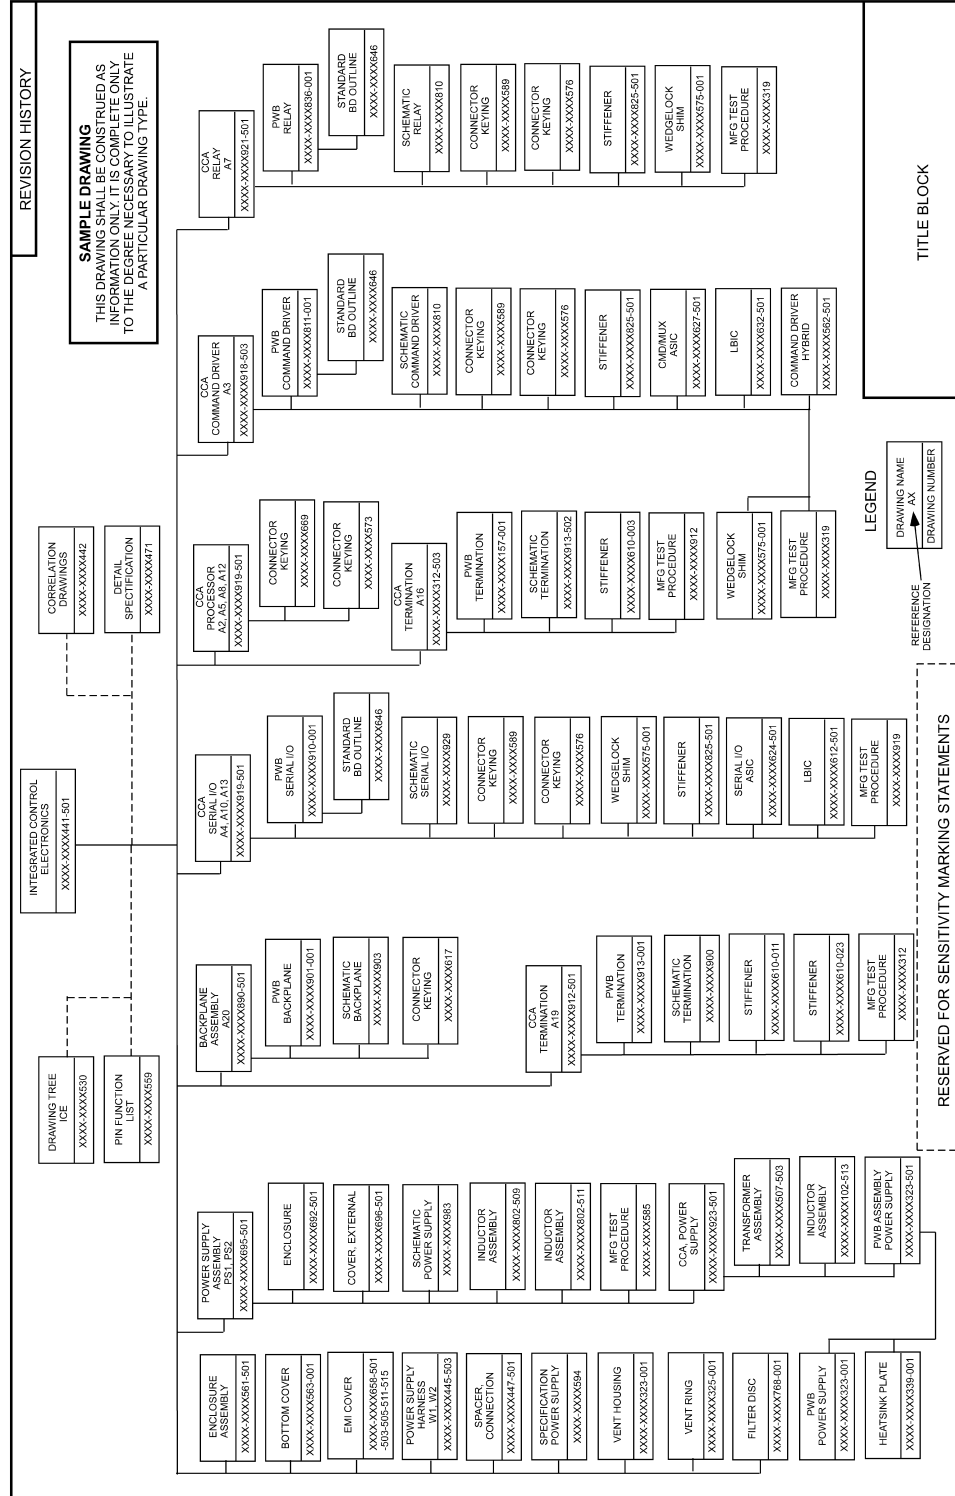 REVISION HISTORY
SAMPLE DRAWING
THIS DRAWING SHALL BE CONSTRUED AS
INFORMATION ONLY. IT IS COMPLETE ONLY
TO THE DEGREE NECESSARY TO ILLUSTRATE
A PARTICULAR DRAWING TYPE.
INTEGRATED CONTROL
ELECTRONICS
XXXX-XXXX441-501
DRAWING TREE
ICE
XXXX-XXXX530
PIN FUNCTION
LIST
XXXX-XXXX559
CORRELATION
DRAWINGS
XXXX-XXXX442
DETAIL
SPECTIFICATION
XXXX-XXXX471
ENCLOSURE
ASSEMBLY
XXXX-XXXX561-501
BOTTOM COVER
XXXX-XXXX563-001
EMI COVER
XXXX-XXXX658-501
-503-505-511-515
POWER SUPPLY
HARNESS
W1, W2
XXXX-XXXX445-503
SPACER,
CONNECTION
XXXX-XXXX447-501
SPECIFICATION
POWER SUPPLY
XXXX-XXXX594
VENT HOUSING
XXXX-XXXX323-001
VENT RING
XXXX-XXXX325-001
FILTER DISC
XXXX-XXXX768-001
PWB
POWER SUPPLY
XXXX-XXXX323-001
HEATSINK PLATE
XXXX-XXXX339-001
POWER SUPPLY
ASSEMBLY
PS1, PS2
XXXX-XXXX695-501
ENCLOSURE
XXXX-XXXX692-501
COVER, EXTERNAL
XXXX-XXXX696-501
SCHEMATIC
POWER SUPPLY
XXXX-XXXX983
INDUCTOR
ASSEMBLY
XXXX-XXXX802-509
INDUCTOR
ASSEMBLY
XXXX-XXXX802-511
MFG TEST
PROCEDURE
XXXX-XXXX585
CCA, POWER
SUPPLY
XXXX-XXXX923-501
TRANSFORMER
ASSEMBLY
XXXX-XXXX507-503
INDUCTOR
ASSEMBLY
XXXX-XXXX102-513
PWB ASSEMBLY
POWER SUPPLY
XXXX-XXXX323-501
BACKPLANE
ASSEMBLY
A20
XXXX-XXXX890-501
PWB
BACKPLANE
XXXX-XXXX901-001
SCHEMATIC
BACKPLANE
XXXX-XXXX903
CONNECTOR
KEYING
XXXX-XXXX617
CCA
TERMINATION
A19
XXXX-XXXX912-501
PWB
TERMINATION
XXXX-XXXX913-001
SCHEMATIC
TERMINATION
XXXX-XXXX900
STIFFENER
XXXX-XXXX610-011
STIFFENER
XXXX-XXXX610-023
MFG TEST
PROCEDURE
XXXX-XXXX312
CCA
SERIAL I/O
A4, A10, A13
XXXX-XXXX919-501
PWB
SERIAL I/O
XXXX-XXXX910-001
STANDARD
BD OUTLINE
XXXX-XXXX646
SCHEMATIC
SERIAL I/O
XXXX-XXXX929
CONNECTOR
KEYING
XXXX-XXXX589
CONNECTOR
KEYING
XXXX-XXXX576
WEDGELOCK
SHIM
XXXX-XXXX575-001
STIFFENER
XXXX-XXXX825-501
SERIAL I/O
ASIC
XXXX-XXXX624-501
LBIC
XXXX-XXXX612-501
MFG TEST
PROCEDURE
XXXX-XXXX919
CCA
PROCESSOR
A2, A5, A8, A12
XXXX-XXXX919-501
CONNECTOR
KEYING
XXXX-XXXX669
CONNECTOR
KEYING
XXXX-XXXX573
CCA
TERMINATION
A16
XXXX-XXXX312-503
PWB
TERMINATION
XXXX-XXXX157-001
SCHEMATIC
TERMINATION
XXXX-XXXX913-502
STIFFENER
XXXX-XXXX610-003
MFG TEST
PROCEDURE
XXXX-XXXX912
WEDGELOCK
SHIM
XXXX-XXXX575-001
MFG TEST
PROCEDURE
XXXX-XXXX319
CCA
COMMAND DRIVER
A3
XXXX-XXXX918-503
PWB
COMMAND DRIVER
XXXX-XXXX811-001
STANDARD
BD OUTLINE
XXXX-XXXX646
SCHEMATIC
COMMAND DRIVER
XXXX-XXXX810
CONNECTOR
KEYING
XXXX-XXXX589
CONNECTOR
KEYING
XXXX-XXXX576
STIFFENER
XXXX-XXXX825-501
CMD/MUX
ASIC
XXXX-XXXX627-501
LBIC
XXXX-XXXX632-501
COMMAND DRIVER
HYBRID
XXXX-XXXX562-501
CCA
RELAY
A7
XXXX-XXXX921-501
PWB
RELAY
XXXX-XXXX836-001
STANDARD
BD OUTLINE
XXXX-XXXX646
SCHEMATIC
RELAY
XXXX-XXXX810
CONNECTOR
KEYING
XXXX-XXXX589
CONNECTOR
KEYING
XXXX-XXXX576
STIFFENER
XXXX-XXXX825-501
WEDGELOCK
SHIM
XXXX-XXXX575-001
MFG TEST
PROCEDURE
XXXX-XXXX319
LEGEND
DRAWING NAME
AX
DRAWING NUMBER
REFERENCE
DESIGNATION
RESERVED FOR SENSITIVITY MARKING STATEMENTS
TITLE BLOCK